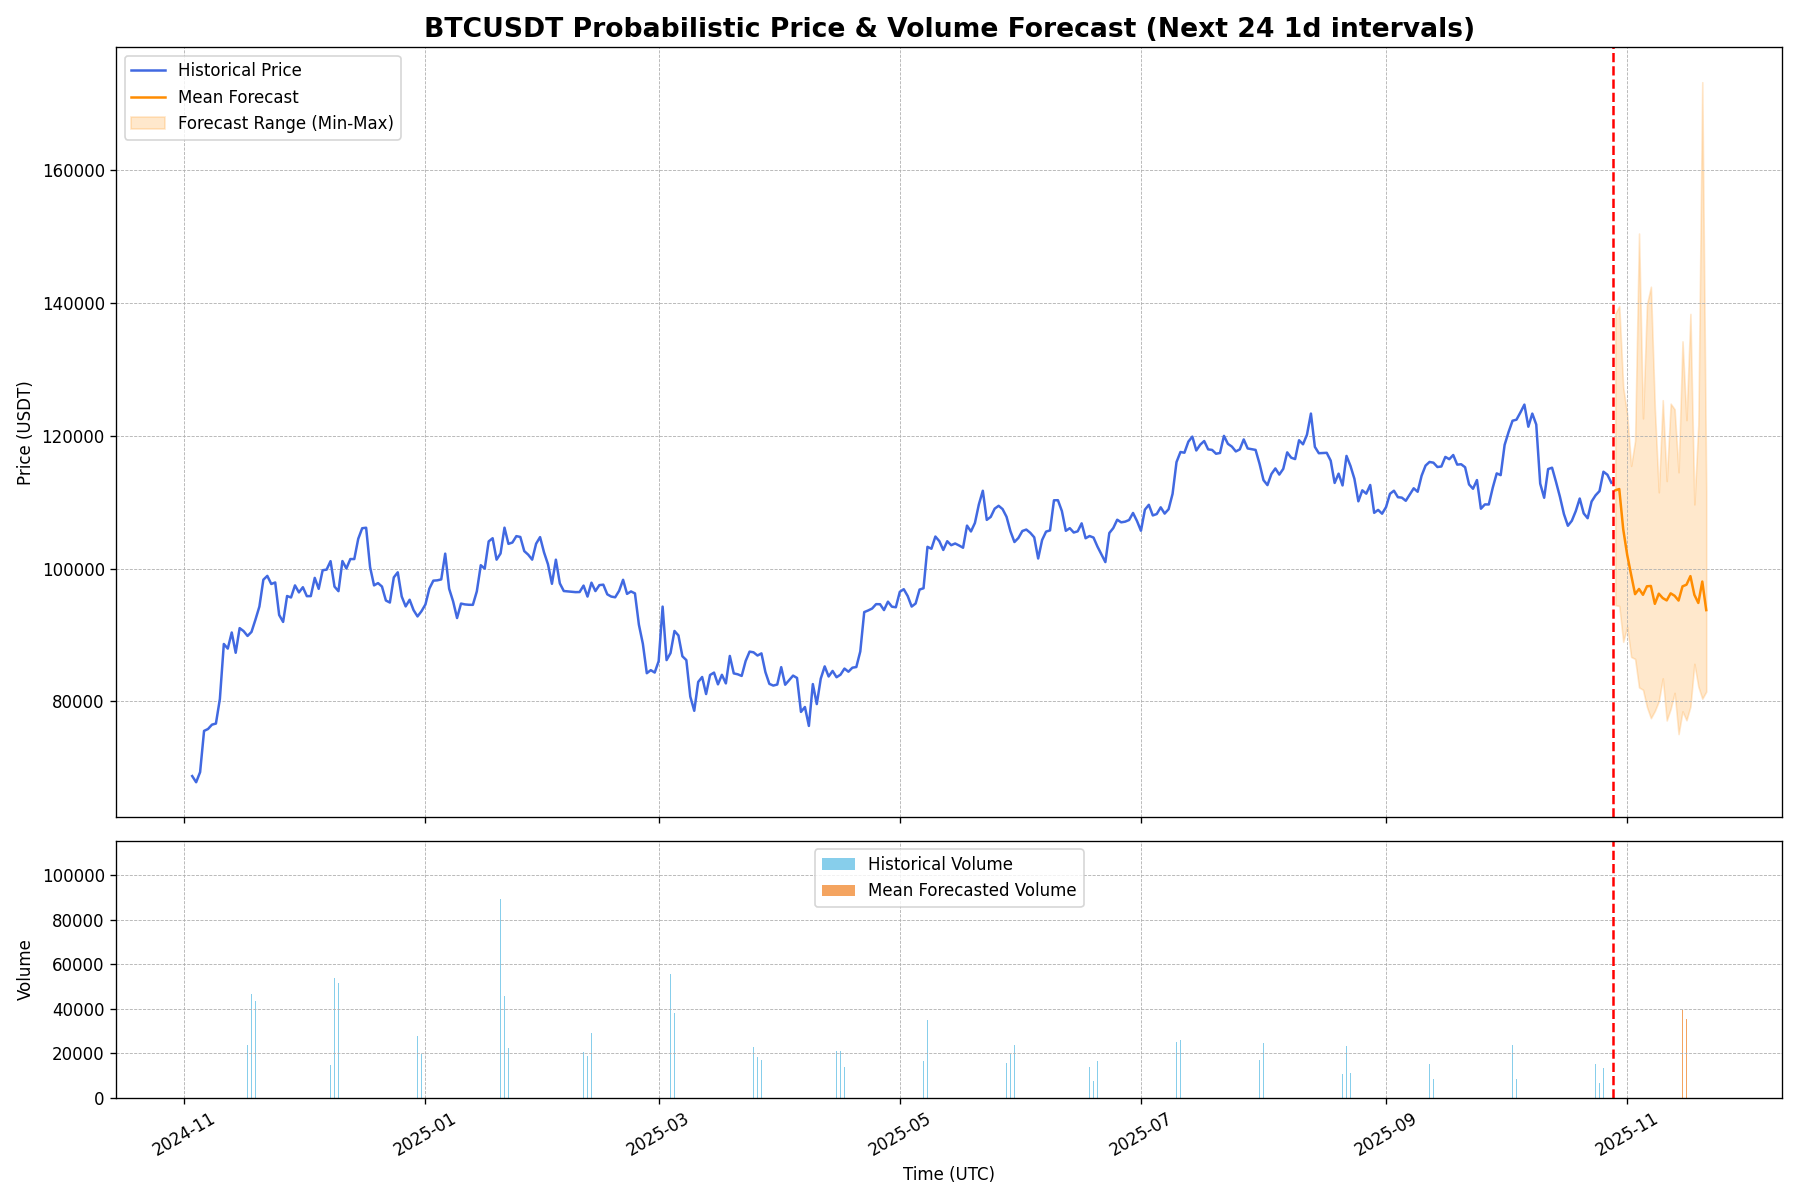 BTCUSDT Probabilistic Price & Volume Forecast (Next 24 1d intervals)
Historical Price
Mean Forecast
Forecast Range (Min-Max)
160000
140000
120000
100000
80000
Price (USDT)
Historical Volume
Mean Forecasted Volume
100000
80000
60000
40000
20000
0
Volume
2024-11
2025-01
2025-03
2025-05
2025-07
2025-09
2025-11
Time (UTC)